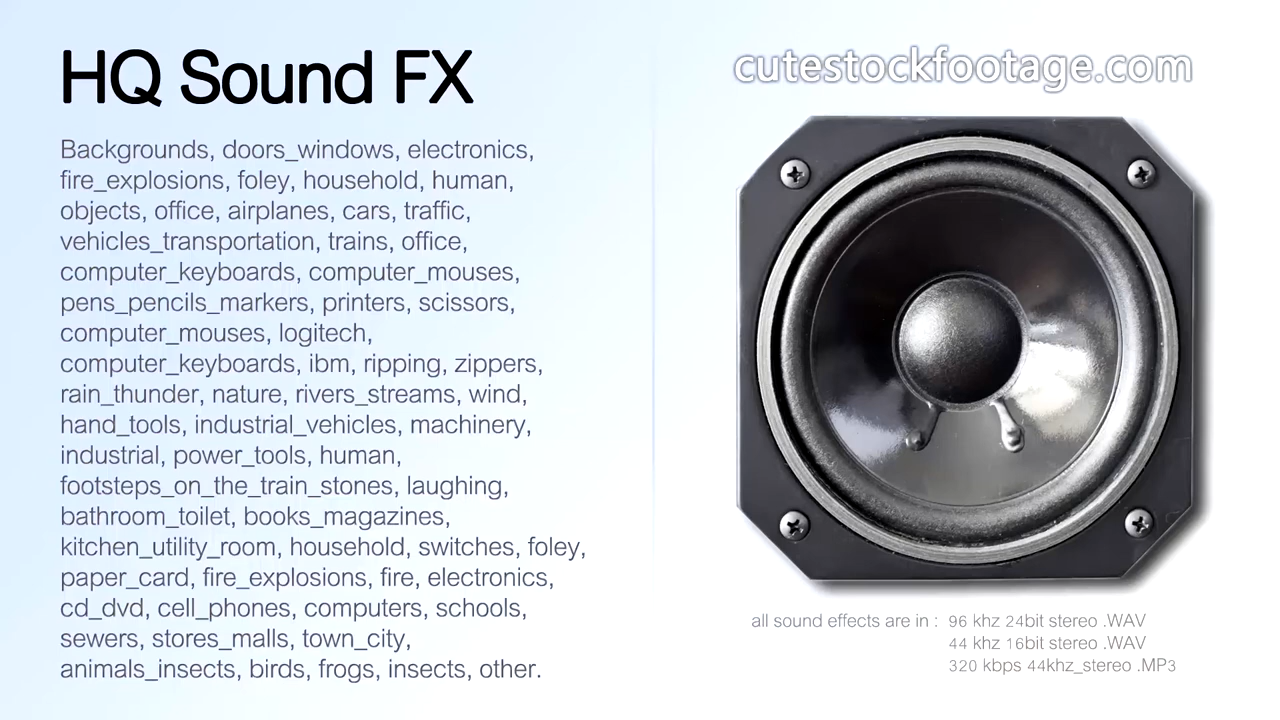 HQ Sound FX
cutestockfootage.com
Backgrounds, doors_windows, electronics,
fire_explosions, foley, household, human,
objects, office, airplanes, cars, traffic,
vehicles_transportation, trains, office,
computer_keyboards, computer_mouses,
pens_pencils_markers, printers, scissors,
computer_mouses, logitech,
computer_keyboards, ibm, ripping, zippers,
rain_thunder, nature, rivers_streams, wind,
hand_tools, industrial_vehicles, machinery,
industrial, power_tools, human,
footsteps_on_the_train_stones, laughing,
bathroom_toilet, books_magazines,
kitchen_utility_room, household, switches, foley,
paper_card, fire_explosions, fire, electronics,
cd_dvd, cell_phones, computers, schools,
sewers, stores_malls, town_city,
animals_insects, birds, frogs, insects, other.
all sound effects are in : 96 khz 24bit stereo .WAV
44 khz 16bit stereo .WAV
320 kbps 44khz_stereo .MP3